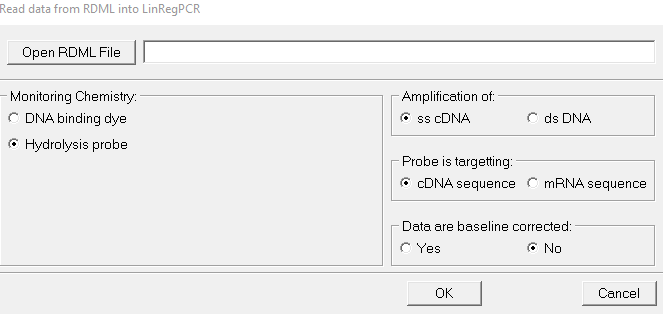 Read data from RDML into LinRegPCR
Open RDML File
Monitoring Chemistry:
DNA binding dye
Hydrolysis probe
Amplification of:
ss cDNA ds DNA
Probe is targetting:
cDNA sequence mRNA sequence
Data are baseline corrected:
Yes No
OK Cancel